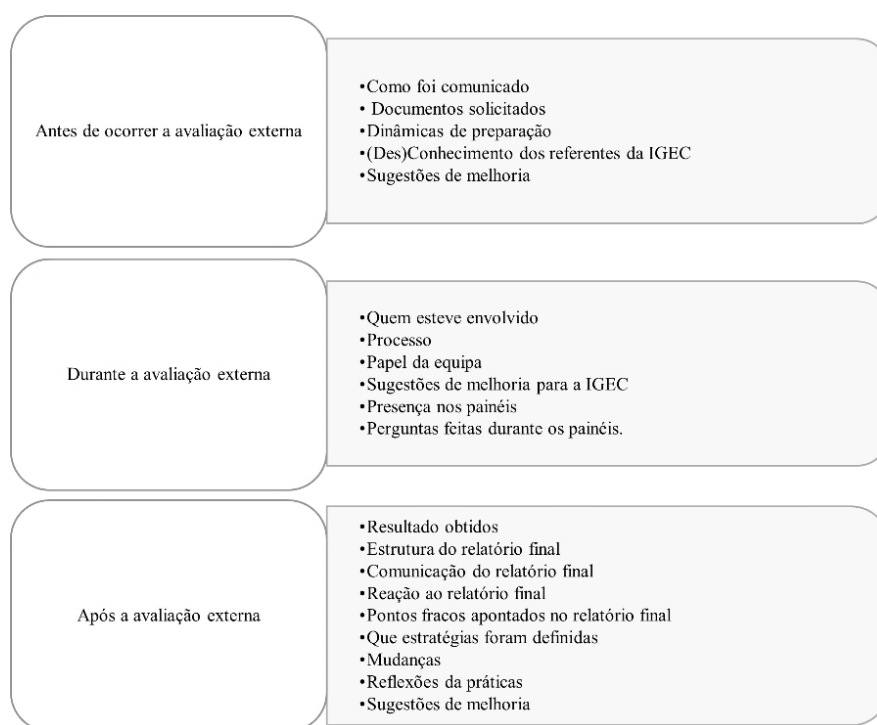 Antes de ocorrer a avaliação externa
•Como foi comunicado
• Documentos solicitados
•Dinâmicas de preparação
•(Des)Conhecimento dos referentes da IGEC
•Sugestões de melhoria
Durante a avaliação externa
•Quem esteve envolvido
•Processo
•Papel da equipa
•Sugestões de melhoria para a IGEC
•Presença nos painéis
•Perguntas feitas durante os painéis.
Após a avaliação externa
•Resultado obtidos
•Estrutura do relatório final
•Comunicação do relatório final
•Reação ao relatório final
•Pontos fracos apontados no relatório final
•Que estratégias foram definidas
•Mudanças
•Reflexões da práticas
•Sugestões de melhoria